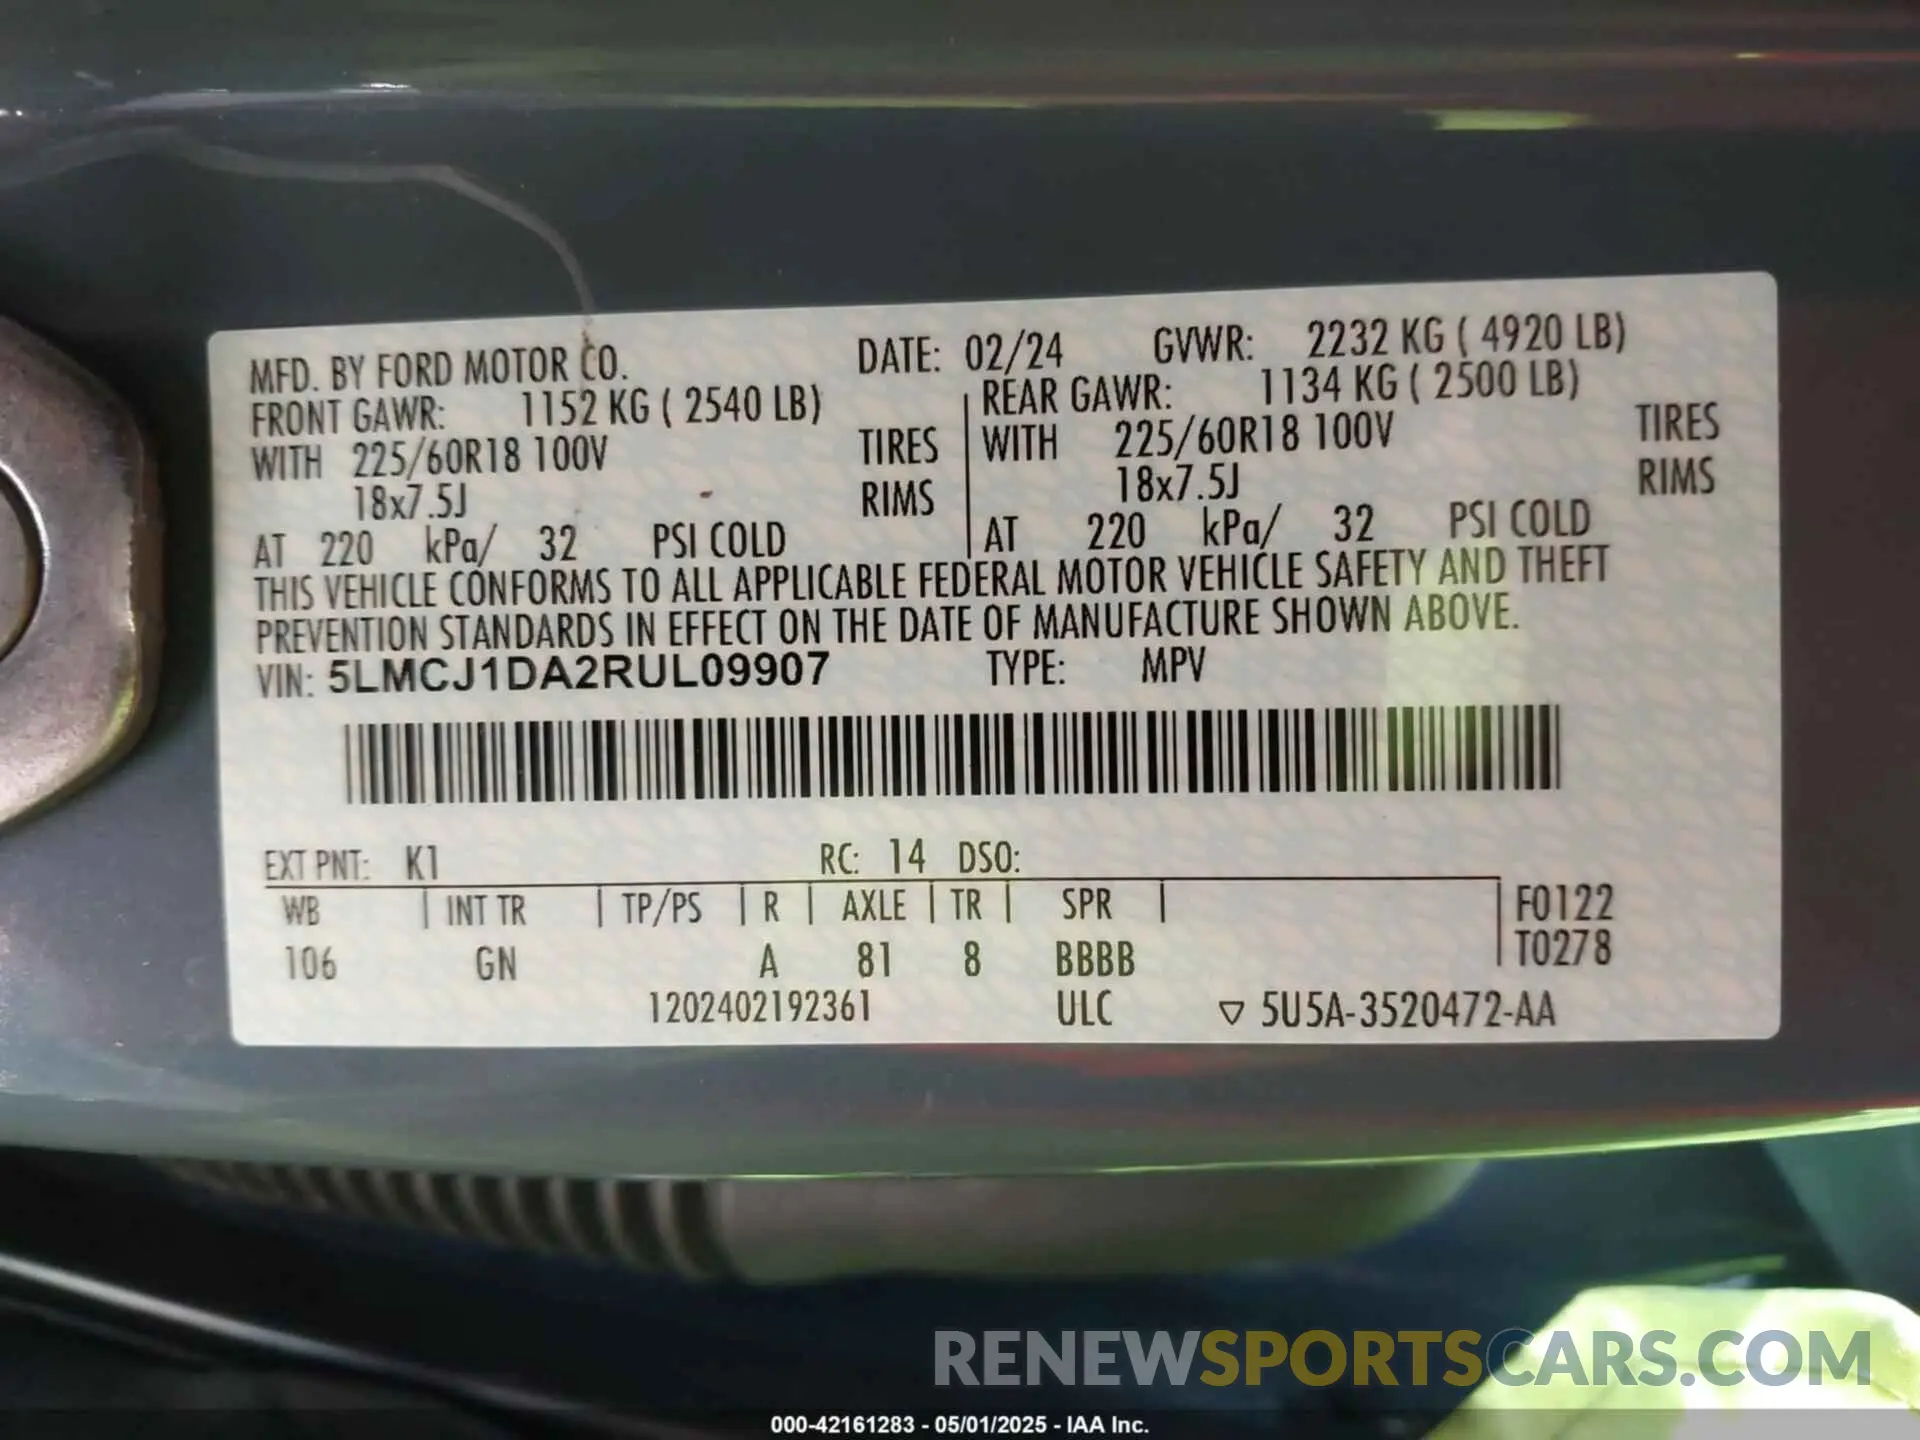 MFD. BY FORD MOTOR CO. DATE: 02/24 GVWR: 2232 KG ( 4920 LB)
FRONT GAWR: 1152 KG ( 2540 LB) REAR GAWR: 1134 KG ( 2500 LB)
WITH 225/60R18 100V TIRES WITH 225/60R18 100V TIRES
18x7.5J RIMS 18x7.5J RIMS
AT 220 kPa/ 32 PSI COLD AT 220 kPa/ 32 PSI COLD
THIS VEHICLE CONFORMS TO ALL APPLICABLE FEDERAL MOTOR VEHICLE SAFETY AND THEFT
PREVENTION STANDARDS IN EFFECT ON THE DATE OF MANUFACTURE SHOWN ABOVE.
VIN: 5LMCJ1DA2RUL09907 TYPE: MPV
EXT PNT: K1 RC: 14 DSO:
WB | INT TR | TP/PS | R | AXLE | TR | SPR | F0122
106 GN A 81 8 BBBB T0278
1202402192361 ULC ▽ 5U5A-3520472-AA
RENEWSPORTSCARS.COM
000-42161283 - 05/01/2025 - IAA Inc.